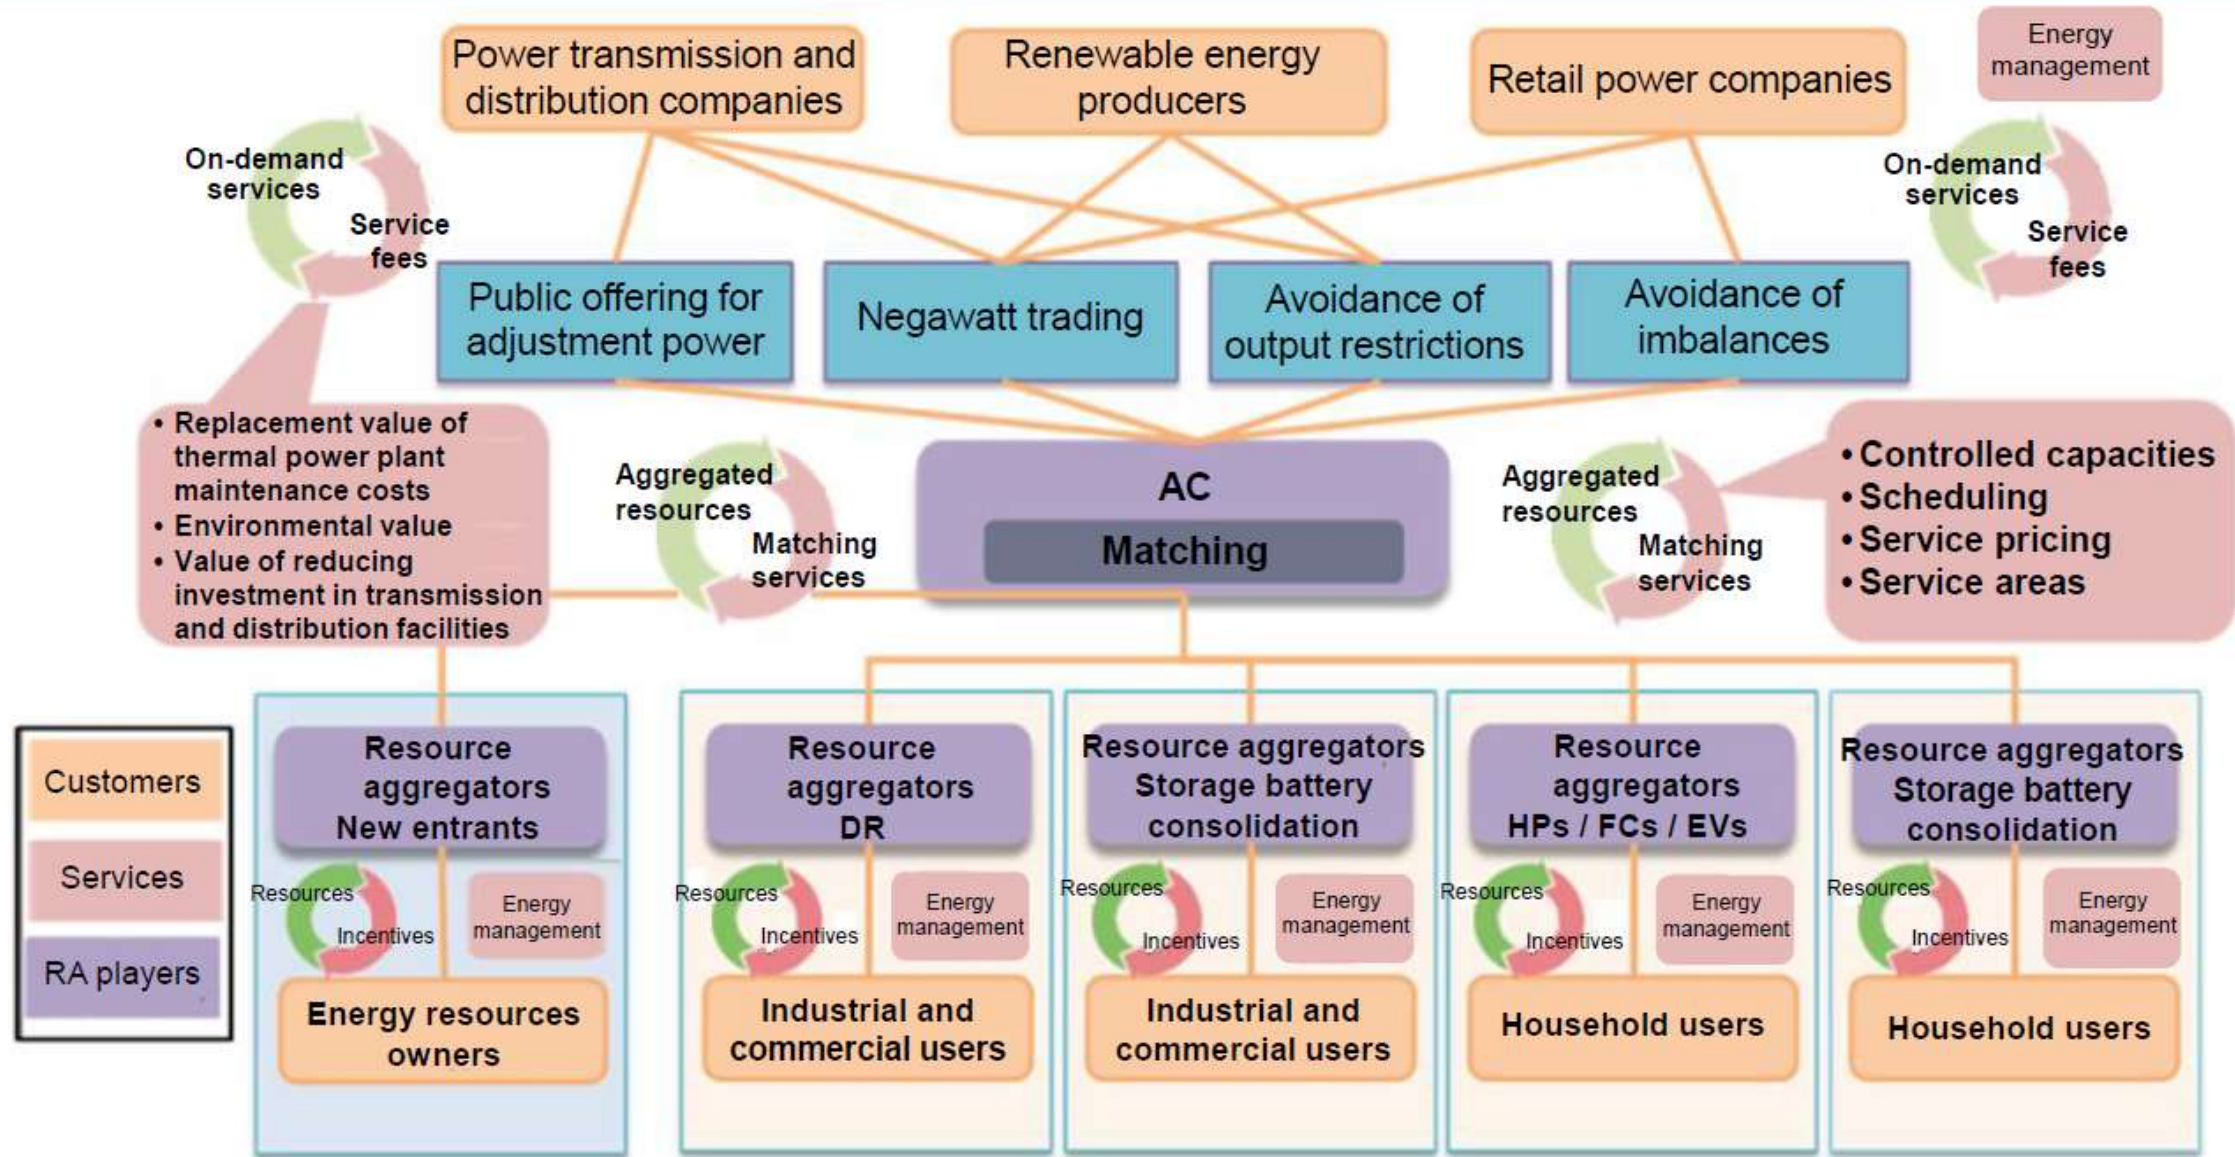 Power transmission and
distribution companies
Renewable energy
producers
Retail power companies
Energy
management
On-demand
services
Service
fees
On-demand
services
Service
fees
Public offering for
adjustment power
Negawatt trading
Avoidance of
output restrictions
Avoidance of
imbalances
• Replacement value of
thermal power plant
maintenance costs
• Environmental value
• Value of reducing
investment in transmission
and distribution facilities
Aggregated
resources
Matching
services
AC
Matching
Aggregated
resources
Matching
services
• Controlled capacities
• Scheduling
• Service pricing
• Service areas
Customers
Services
RA players
Resource
aggregators
New entrants
Resources
Incentives
Energy
management
Energy resources
owners
Resource
aggregators
DR
Resources
Incentives
Energy
management
Industrial and
commercial users
Resource aggregators
Storage battery
consolidation
Resources
Incentives
Energy
management
Industrial and
commercial users
Resource
aggregators
HPs / FCs / EVs
Resources
Incentives
Energy
management
Household users
Resource aggregators
Storage battery
consolidation
Resources
Incentives
Energy
management
Household users